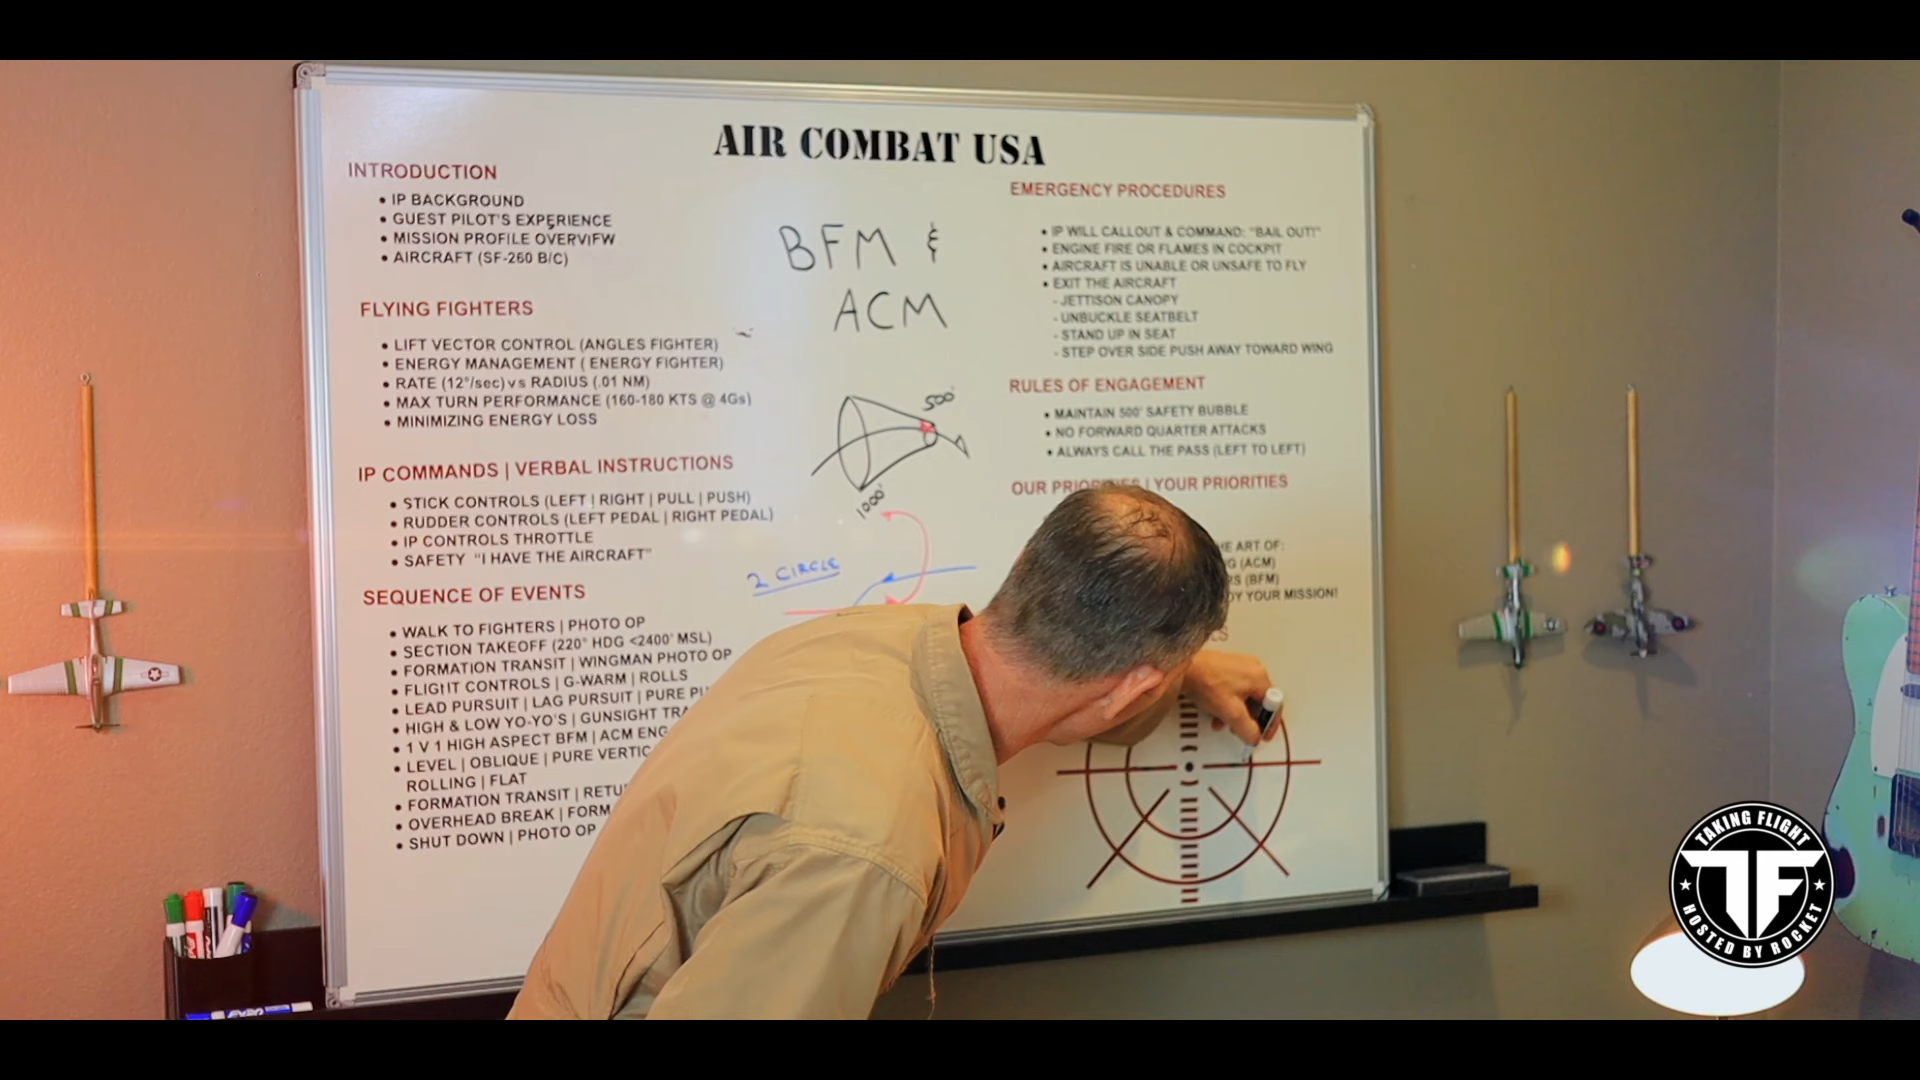 AIR COMBAT USA
INTRODUCTION
• IP BACKGROUND
• GUEST PILOT'S EXPERIENCE
• MISSION PROFILE OVERVIFW
• AIRCRAFT (SF-260 B/C)
FLYING FIGHTERS
• LIFT VECTOR CONTROL (ANGLES FIGHTER)
• ENERGY MANAGEMENT ( ENERGY FIGHTER)
• RATE (12°/sec) vs RADIUS (.01 NM)
• MAX TURN PERFORMANCE (160-180 KTS @ 4Gs)
• MINIMIZING ENERGY LOSS
IP COMMANDS | VERBAL INSTRUCTIONS
• STICK CONTROLS (LEFT | RIGHT | PULL | PUSH)
• RUDDER CONTROLS (LEFT PEDAL | RIGHT PEDAL)
• IP CONTROLS THROTTLE
• SAFETY "I HAVE THE AIRCRAFT"
SEQUENCE OF EVENTS
• WALK TO FIGHTERS | PHOTO OP
• SECTION TAKEOFF (220° HDG <2400' MSL)
• FORMATION TRANSIT | WINGMAN PHOTO OP
• FLIGHT CONTROLS | G-WARM | ROLLS
• LEAD PURSUIT | LAG PURSUIT | PURE
• HIGH & LOW YO-YO'S | GUNSIGHT
• 1 V 1 HIGH ASPECT BFM | ACM
• LEVEL | OBLIQUE | PURE
ROLLING | FLAT
• FORMATION TRANSIT |
• OVERHEAD BREAK |
• SHUT DOWN | PHOTO OP
BFM &
ACM
500'
1000'
2 CIRCLE
EMERGENCY PROCEDURES
• IP WILL CALLOUT & COMMAND: "BAIL OUT!"
• ENGINE FIRE OR FLAMES IN COCKPIT
• AIRCRAFT IS UNABLE OR UNSAFE TO FLY
• EXIT THE AIRCRAFT
- JETTISON CANOPY
- UNBUCKLE SEATBELT
- STAND UP IN SEAT
- STEP OVER SIDE PUSH AWAY TOWARD WING
RULES OF ENGAGEMENT
• MAINTAIN 500' SAFETY BUBBLE
• NO FORWARD QUARTER ATTACKS
• ALWAYS CALL THE PASS (LEFT TO LEFT)
OUR PRIORITIES | YOUR PRIORITIES
ART OF:
(ACM)
(BFM)
YOUR MISSION!
EXPO
TAKING FLIGHT
TF
HOSTED BY ROCKET